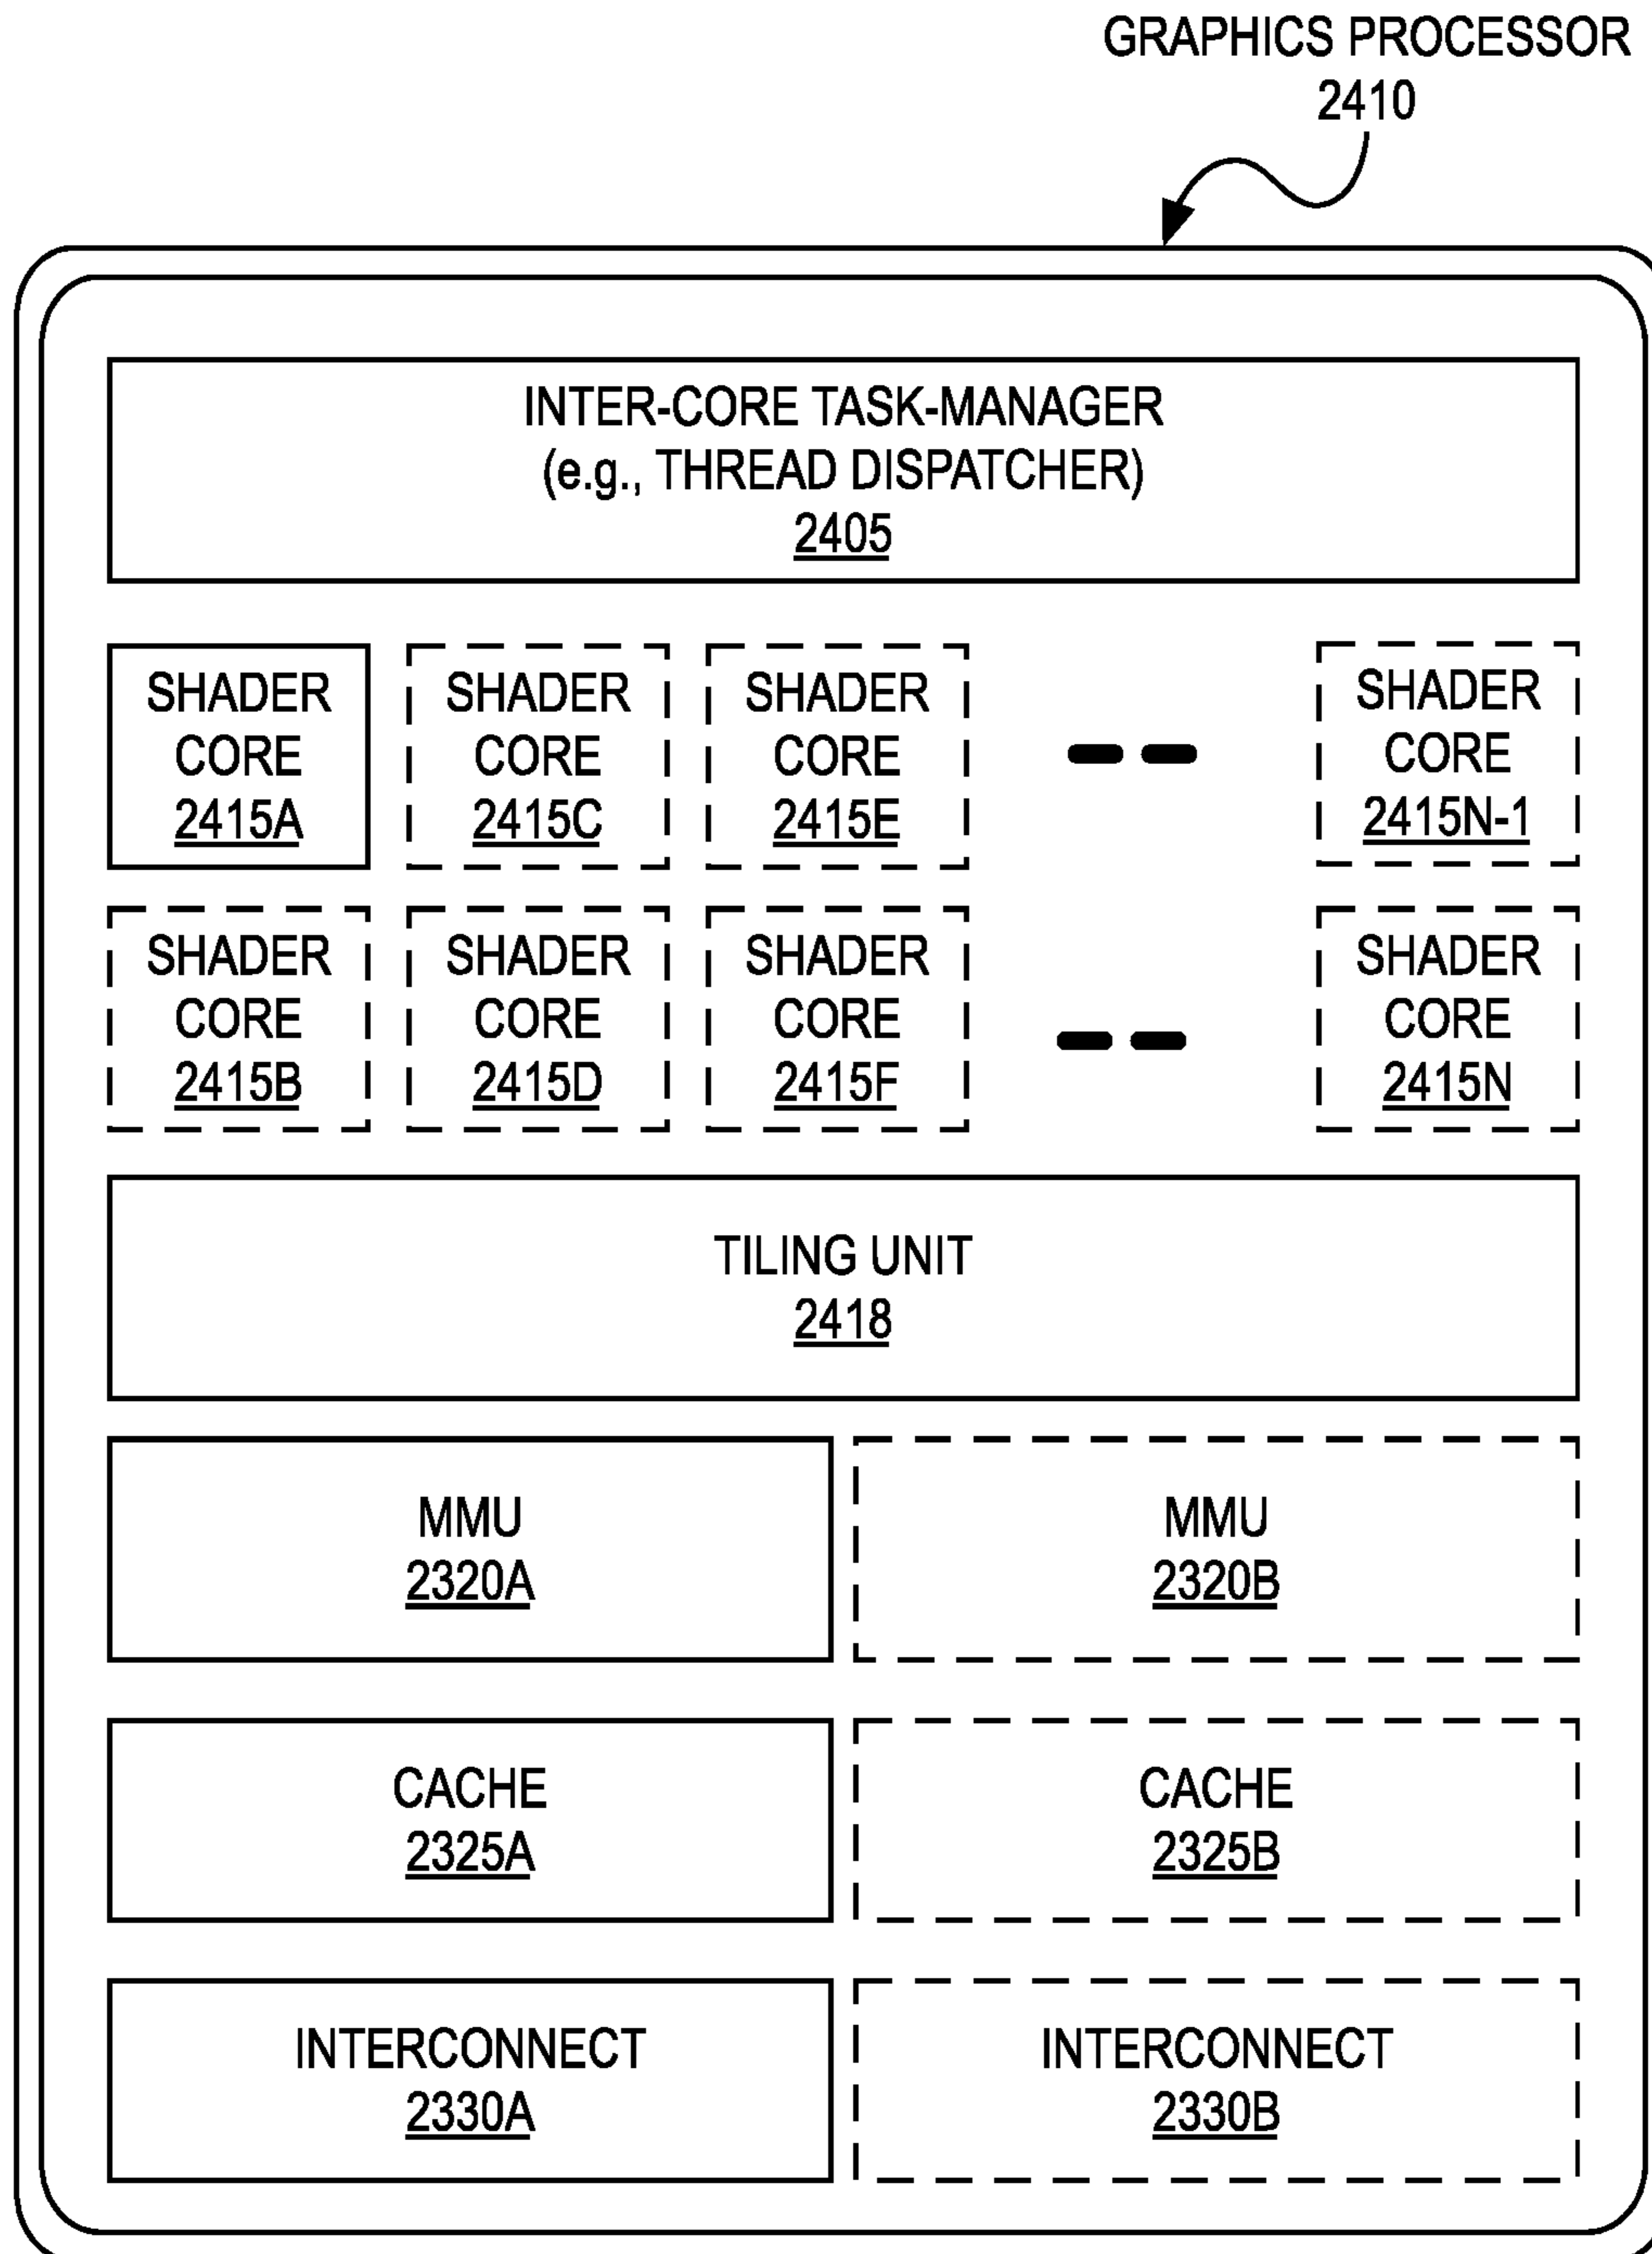 GRAPHICS PROCESSOR
2410
INTER-CORE TASK-MANAGER
(e.g., THREAD DISPATCHER)
2405
SHADER
CORE
2415A
SHADER
CORE
2415C
SHADER
CORE
2415E
SHADER
CORE
2415N-1
SHADER
CORE
2415B
SHADER
CORE
2415D
SHADER
CORE
2415F
SHADER
CORE
2415N
TILING UNIT
2418
MMU
2320A
MMU
2320B
CACHE
2325A
CACHE
2325B
INTERCONNECT
2330A
INTERCONNECT
2330B